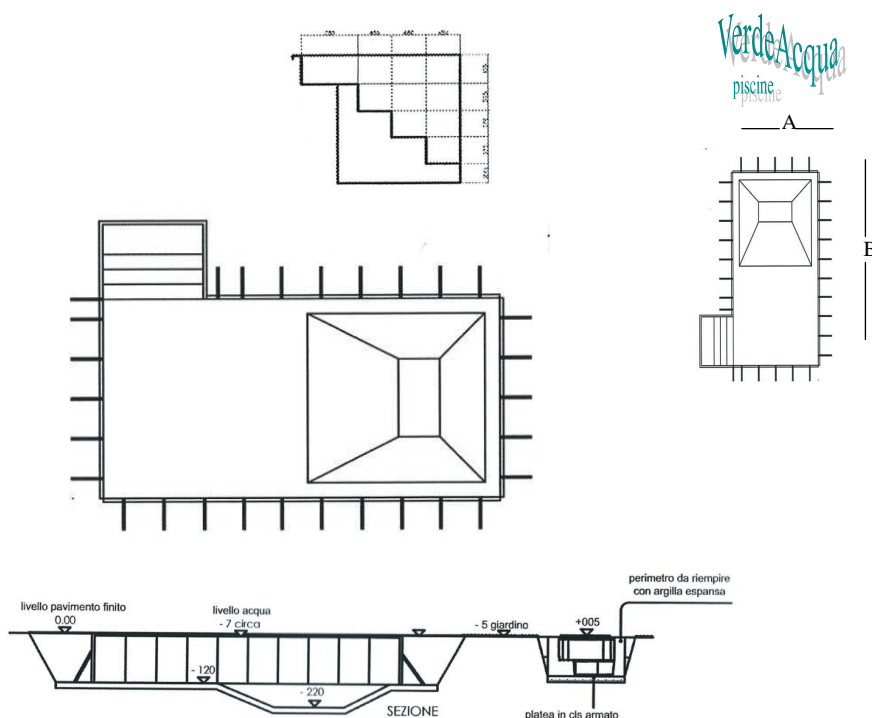 VerdeAcqua
piscine
A
B
livello pavimento finito
0.00
livello acqua
- 7 circa
- 5 giardino
+005
perimetro da riempire
con argilla espansa
- 120
- 220
SEZIONE
platea in cls armato